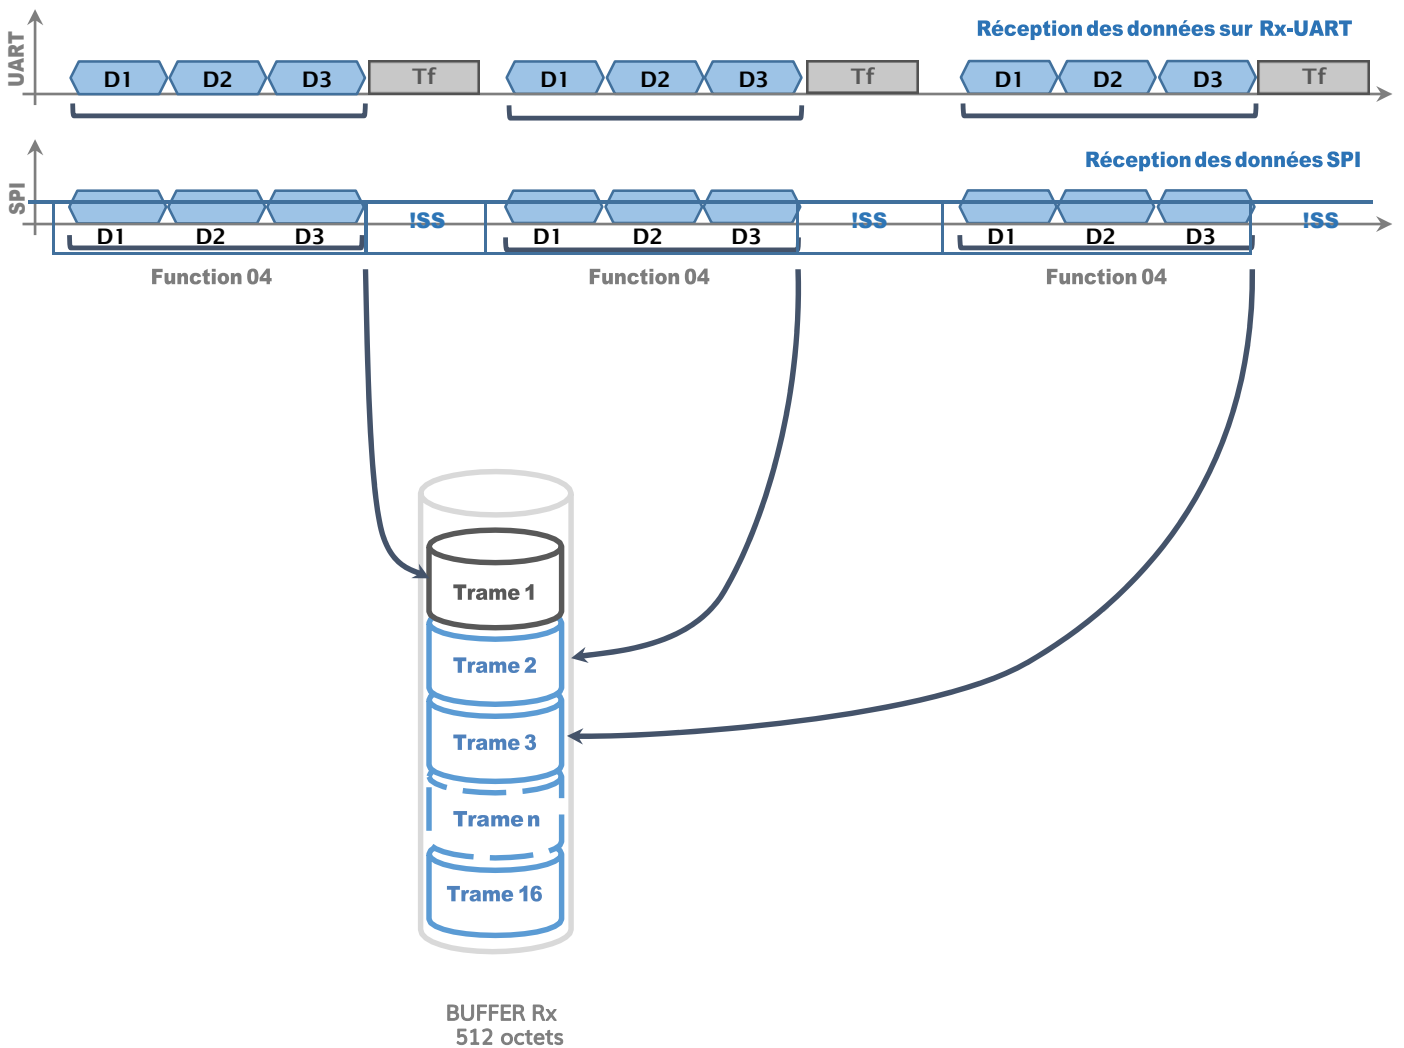 Réception des données sur Rx-UART
UART
D1 D2 D3 Tf D1 D2 D3 Tf D1 D2 D3 Tf
Réception des données SPI
SPI
!SS !SS !SS
D1 D2 D3 D1 D2 D3 D1 D2 D3
Function 04 Function 04 Function 04
Trame 1
Trame 2
Trame 3
Trame n
Trame 16
BUFFER Rx
512 octets